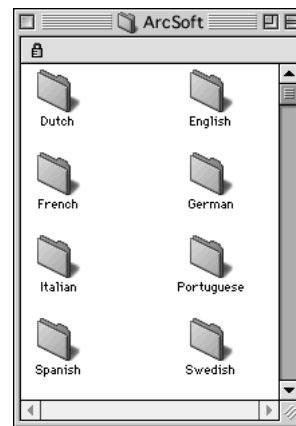 ArcSoft
Dutch English
French German
Italian Portuguese
Spanish Swedish